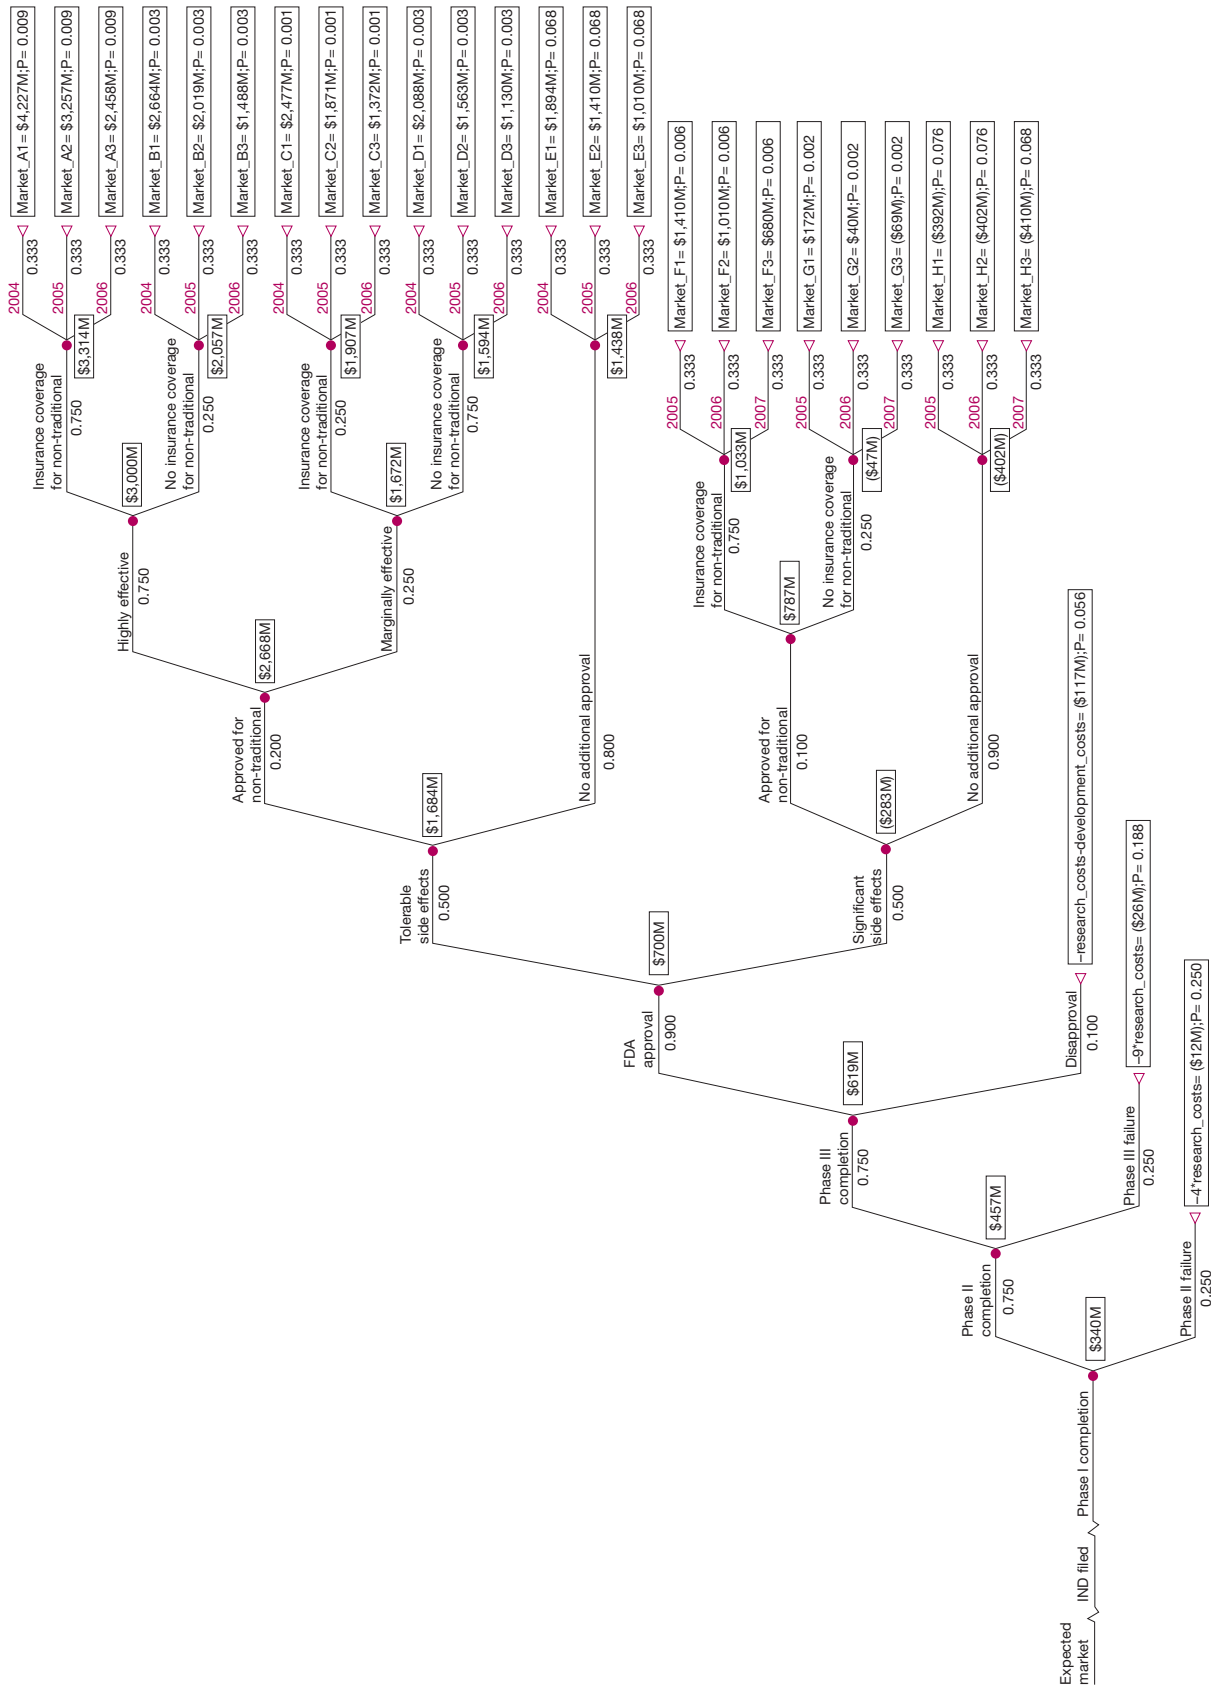 Expected
market
IND filed
Phase I completion
$340M
Phase II
completion
0.750
Phase II failure
0.250
−4*research_costs= ($12M);P= 0.250
$457M
Phase III
completion
0.750
Phase III failure
0.250
−9*research_costs= ($26M);P= 0.188
$619M
FDA
approval
0.900
Disapproval
0.100
−research_costs-development_costs= ($117M);P= 0.056
$700M
Tolerable
side effects
0.500
Significant
side effects
0.500
$1,684M
Approved for
non-traditional
0.200
No additional approval
0.800
$2,668M
Highly effective
0.750
Marginally effective
0.250
$3,000M
Insurance coverage
for non-traditional
0.750
No insurance coverage
for non-traditional
0.250
$3,314M
2004
0.333
Market_A1= $4,227M;P= 0.009
2005
0.333
Market_A2= $3,257M;P= 0.009
2006
0.333
Market_A3= $2,458M;P= 0.009
$2,057M
2004
0.333
Market_B1= $2,664M;P= 0.003
2005
0.333
Market_B2= $2,019M;P= 0.003
2006
0.333
Market_B3= $1,488M;P= 0.003
$1,672M
Insurance coverage
for non-traditional
0.250
No insurance coverage
for non-traditional
0.750
$1,907M
2004
0.333
Market_C1= $2,477M;P= 0.001
2005
0.333
Market_C2= $1,871M;P= 0.001
2006
0.333
Market_C3= $1,372M;P= 0.001
$1,594M
2004
0.333
Market_D1= $2,088M;P= 0.003
2005
0.333
Market_D2= $1,563M;P= 0.003
2006
0.333
Market_D3= $1,130M;P= 0.003
$1,438M
2004
0.333
Market_E1= $1,894M;P= 0.068
2005
0.333
Market_E2= $1,410M;P= 0.068
2006
0.333
Market_E3= $1,010M;P= 0.068
($283M)
Approved for
non-traditional
0.100
No additional approval
0.900
$787M
Insurance coverage
for non-traditional
0.750
No insurance coverage
for non-traditional
0.250
$1,033M
2005
0.333
Market_F1= $1,410M;P= 0.006
2006
0.333
Market_F2= $1,010M;P= 0.006
2007
0.333
Market_F3= $680M;P= 0.006
($47M)
2005
0.333
Market_G1= $172M;P= 0.002
2006
0.333
Market_G2= $40M;P= 0.002
2007
0.333
Market_G3= ($69M);P= 0.002
($402M)
2005
0.333
Market_H1= ($392M);P= 0.076
2006
0.333
Market_H2= ($402M);P= 0.076
2007
0.333
Market_H3= ($410M);P= 0.068